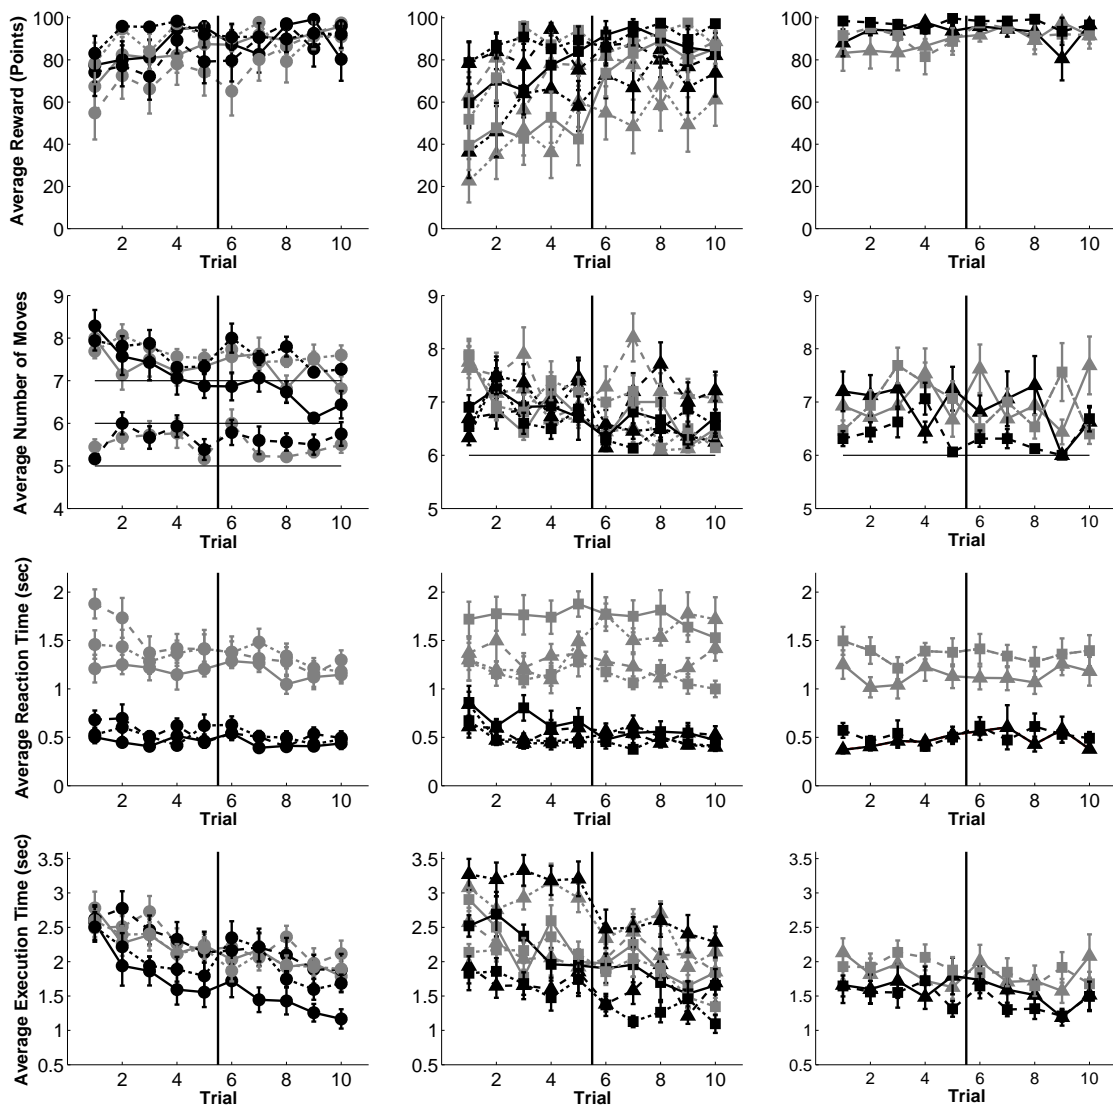 Average Reward (Points)
100
80
60
40
20
0
2 4 6 8 10
Trial
100
80
60
40
20
0
2 4 6 8 10
Trial
100
80
60
40
20
0
2 4 6 8 10
Trial
Average Number of Moves
9
8
7
6
5
4
2 4 6 8 10
Trial
9
8
7
6
5
2 4 6 8 10
Trial
9
8
7
6
5
2 4 6 8 10
Trial
Average Reaction Time (sec)
2
1.5
1
0.5
0
2 4 6 8 10
Trial
2
1.5
1
0.5
0
2 4 6 8 10
Trial
2
1.5
1
0.5
0
2 4 6 8 10
Trial
Average Execution Time (sec)
3.5
3
2.5
2
1.5
1
0.5
2 4 6 8 10
Trial
3.5
3
2.5
2
1.5
1
0.5
2 4 6 8 10
Trial
3.5
3
2.5
2
1.5
1
0.5
2 4 6 8 10
Trial